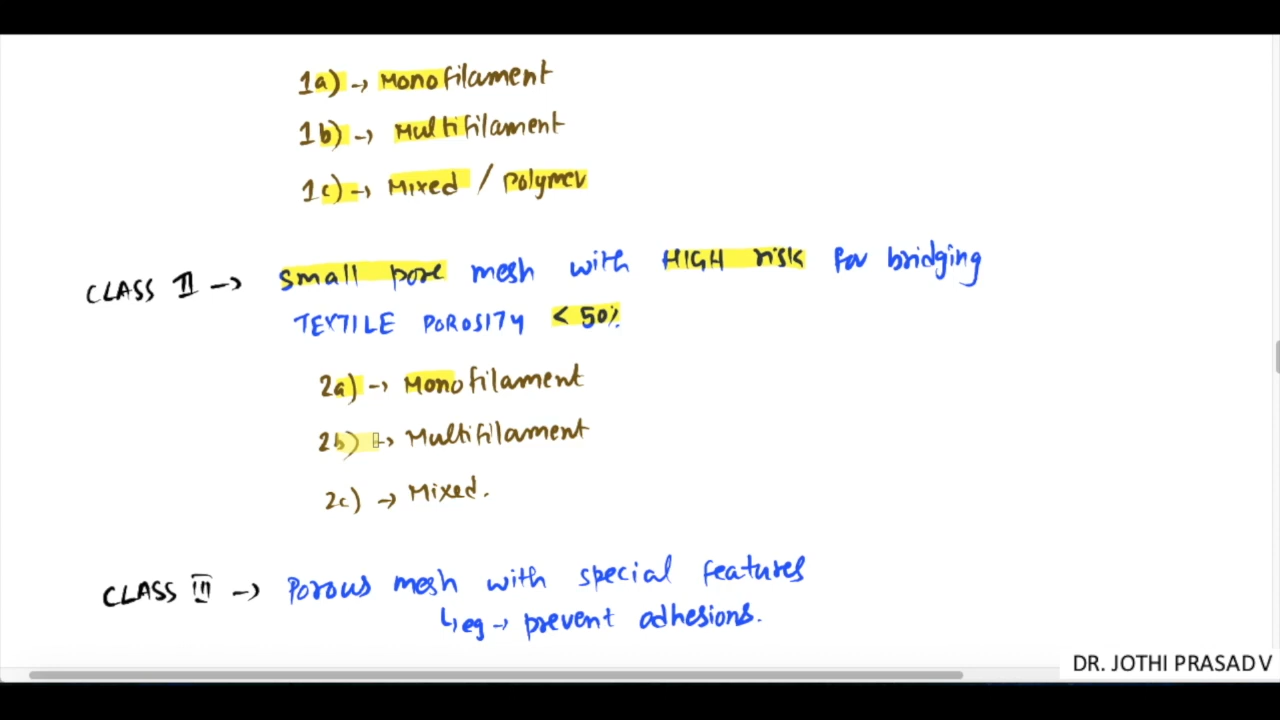 1a) → Monofilament
1b) → Multifilament
1c) → Mixed / Polymer
CLASS II → small pore mesh with HIGH risk for bridging
TEXTILE POROSITY < 50%
2a) → Monofilament
2b) → Multifilament
2c) → Mixed.
CLASS III → Porous mesh with special features
↳ eg → prevent adhesions.
DR. JOTHI PRASAD V